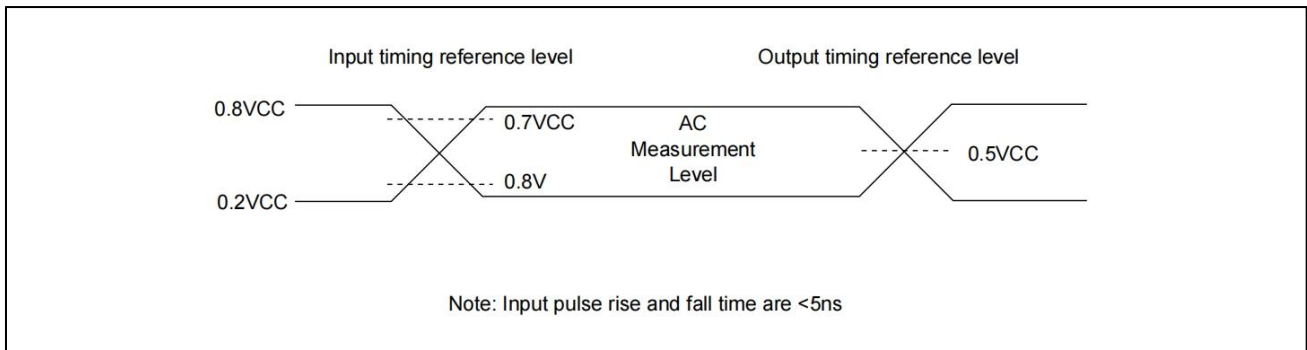 Input timing reference level
Output timing reference level
0.8VCC
0.7VCC
AC
Measurement
Level
0.5VCC
0.8V
0.2VCC
Note: Input pulse rise and fall time are <5ns